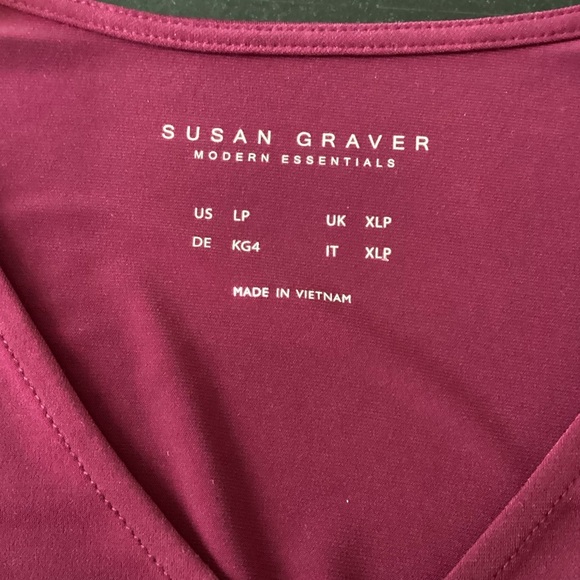 SUSAN GRAVER
MODERN ESSENTIALS
US LP UK XLP
DE KG4 IT XLP
MADE IN VIETNAM